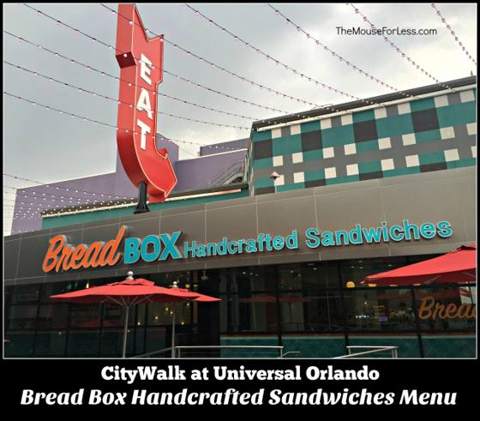 TheMouseForLess.com
EAT
Bread BOX Handcrafted Sandwiches
Bread
CityWalk at Universal Orlando
Bread Box Handcrafted Sandwiches Menu